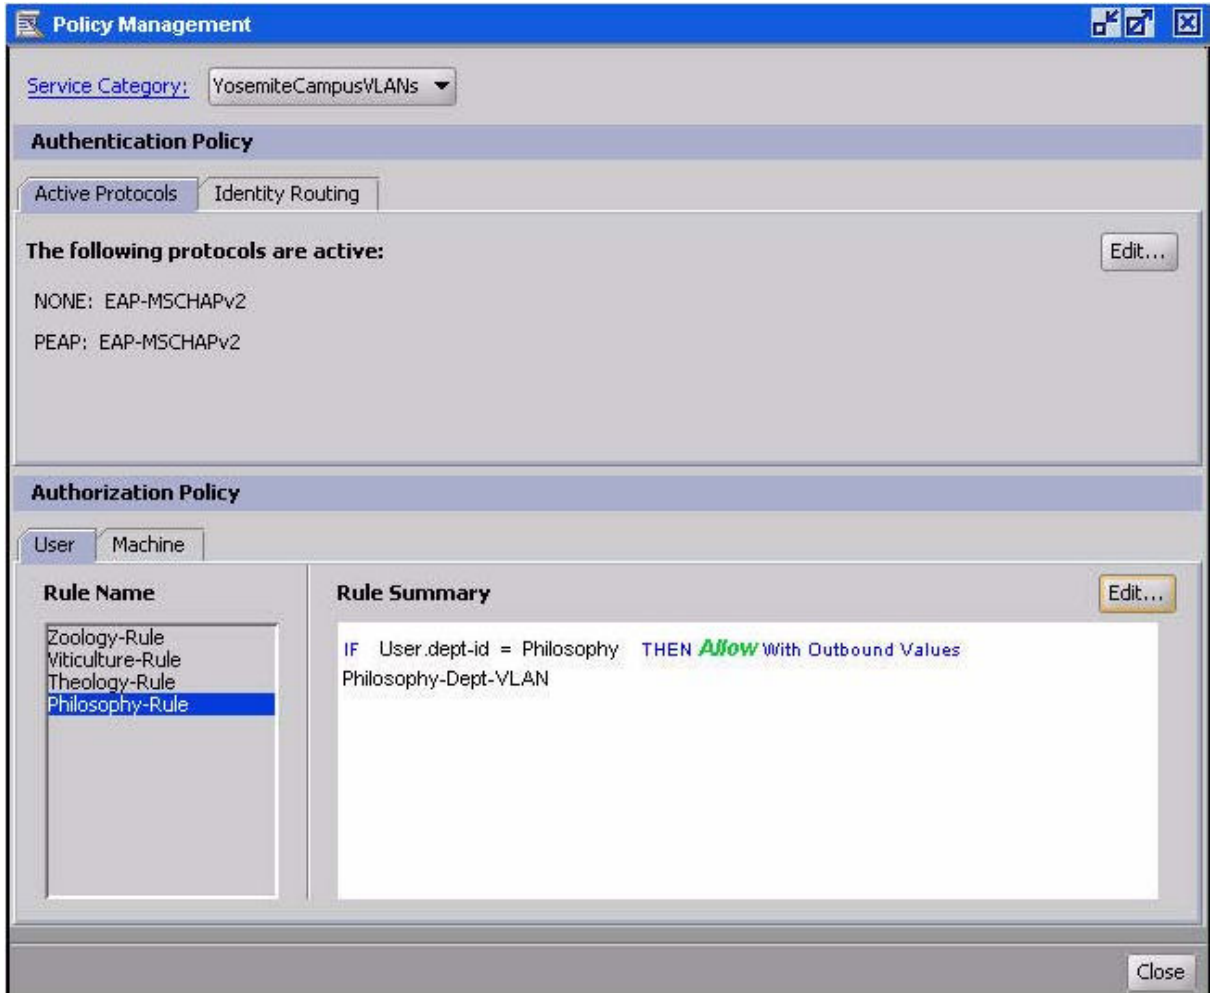 Policy Management
Service Category: YosemiteCampusVLANs
Authentication Policy
Active Protocols Identity Routing
The following protocols are active: Edit...
NONE: EAP-MSCHAPv2
PEAP: EAP-MSCHAPv2
Authorization Policy
User Machine
Rule Name Rule Summary Edit...
Zoology-Rule
Viticulture-Rule
Theology-Rule
Philosophy-Rule
IF User.dept-id = Philosophy THEN Allow With Outbound Values
Philosophy-Dept-VLAN
Close